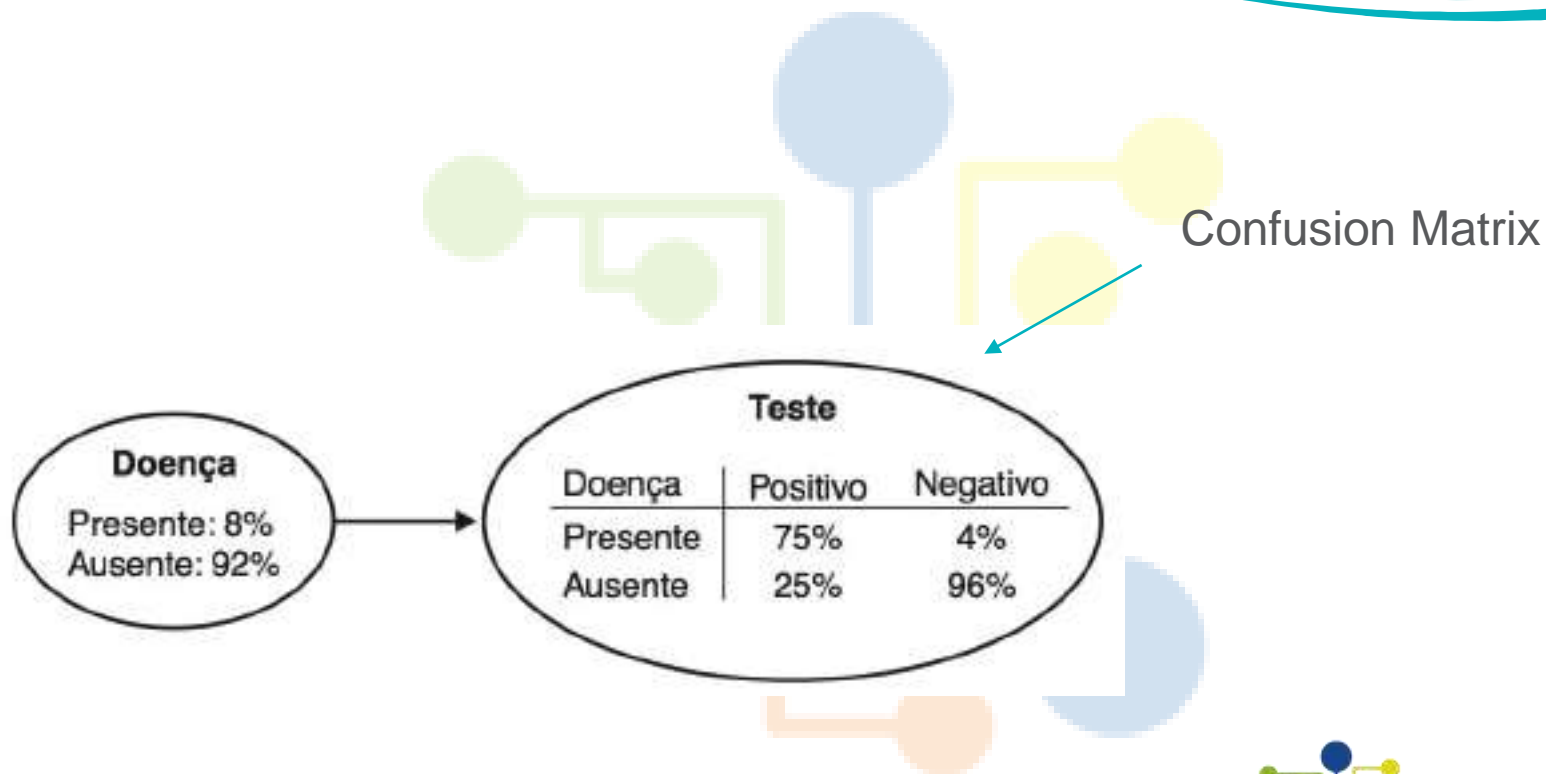 Confusion Matrix
Teste
Doença
Presente: 8%
Ausente: 92%
Doença Positivo Negativo
Presente 75% 4%
Ausente 25% 96%